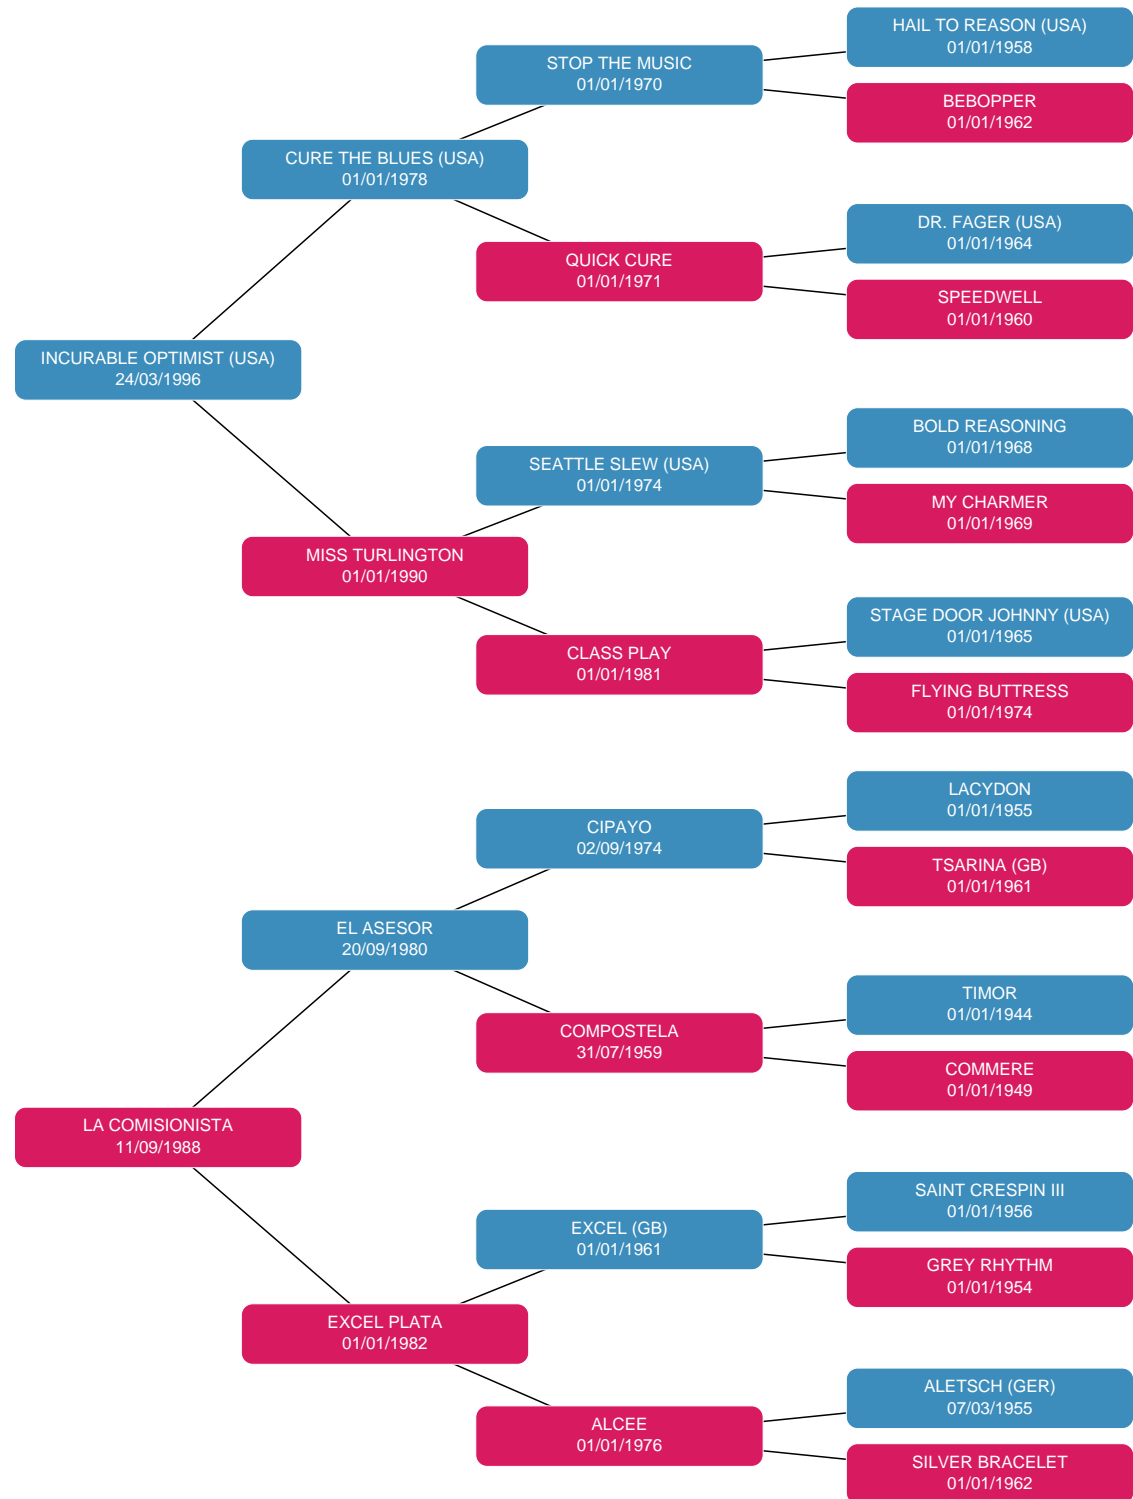 HAIL TO REASON (USA)
01/01/1958
STOP THE MUSIC
01/01/1970
BEBOPPER
01/01/1962
CURE THE BLUES (USA)
01/01/1978
DR. FAGER (USA)
01/01/1964
QUICK CURE
01/01/1971
SPEEDWELL
01/01/1960
INCURABLE OPTIMIST (USA)
24/03/1996
BOLD REASONING
01/01/1968
SEATTLE SLEW (USA)
01/01/1974
MY CHARMER
01/01/1969
MISS TURLINGTON
01/01/1990
STAGE DOOR JOHNNY (USA)
01/01/1965
CLASS PLAY
01/01/1981
FLYING BUTTRESS
01/01/1974
LACYDON
01/01/1955
CIPAYO
02/09/1974
TSARINA (GB)
01/01/1961
EL ASESOR
20/09/1980
TIMOR
01/01/1944
COMPOSTELA
31/07/1959
COMMERE
01/01/1949
LA COMISIONISTA
11/09/1988
SAINT CRESPIN III
01/01/1956
EXCEL (GB)
01/01/1961
GREY RHYTHM
01/01/1954
EXCEL PLATA
01/01/1982
ALETSCH (GER)
07/03/1955
ALCEE
01/01/1976
SILVER BRACELET
01/01/1962